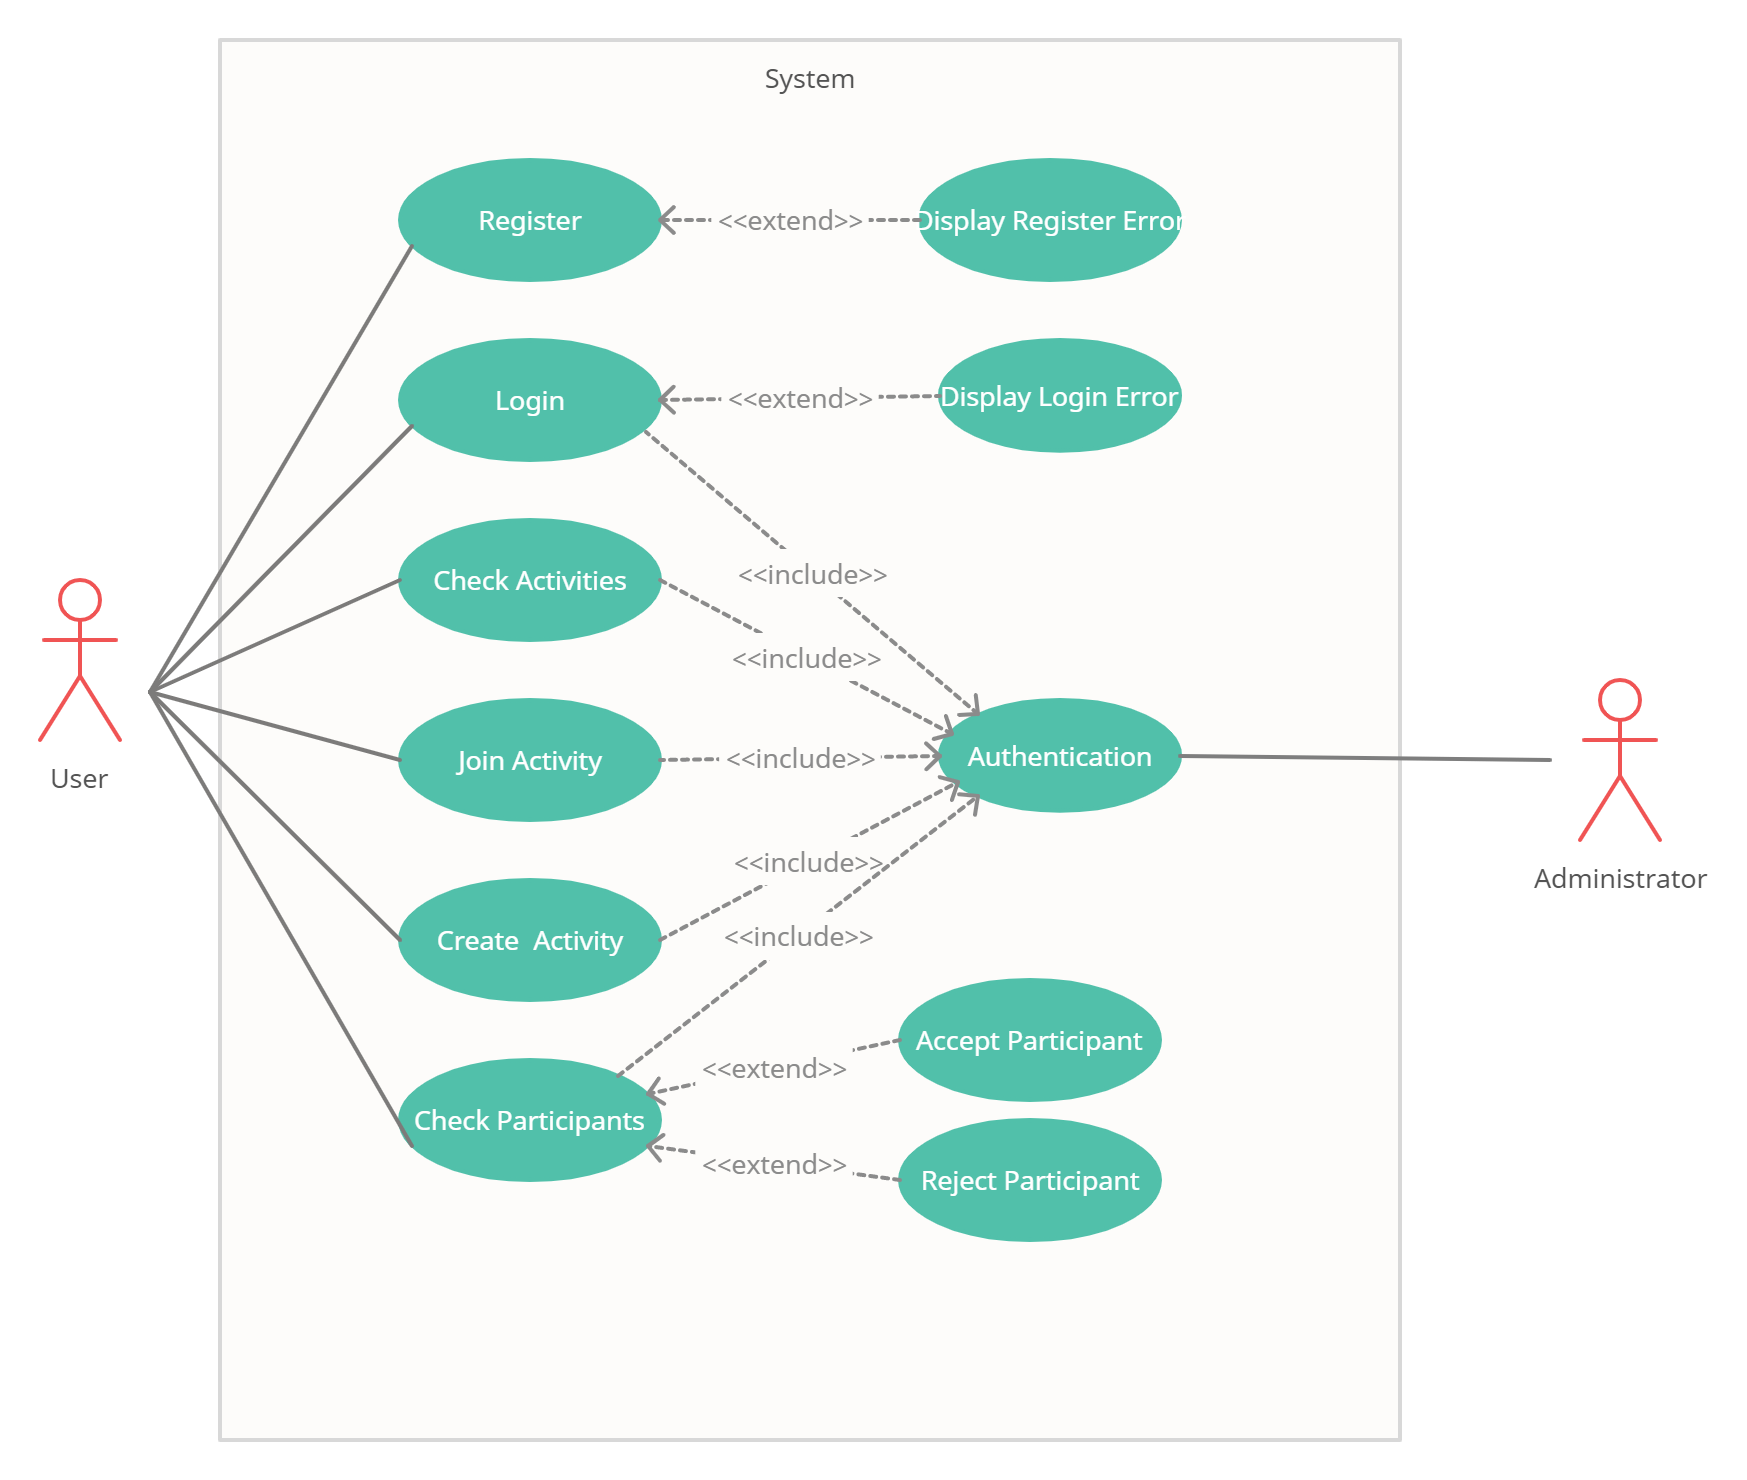 System
Register
<<extend>>
Display Register Error
Login
<<extend>>
Display Login Error
<<include>>
Check Activities
<<include>>
Join Activity
<<include>>
Authentication
User
Administrator
<<include>>
Create  Activity
<<include>>
Accept Participant
<<extend>>
Check Participants
<<extend>>
Reject Participant